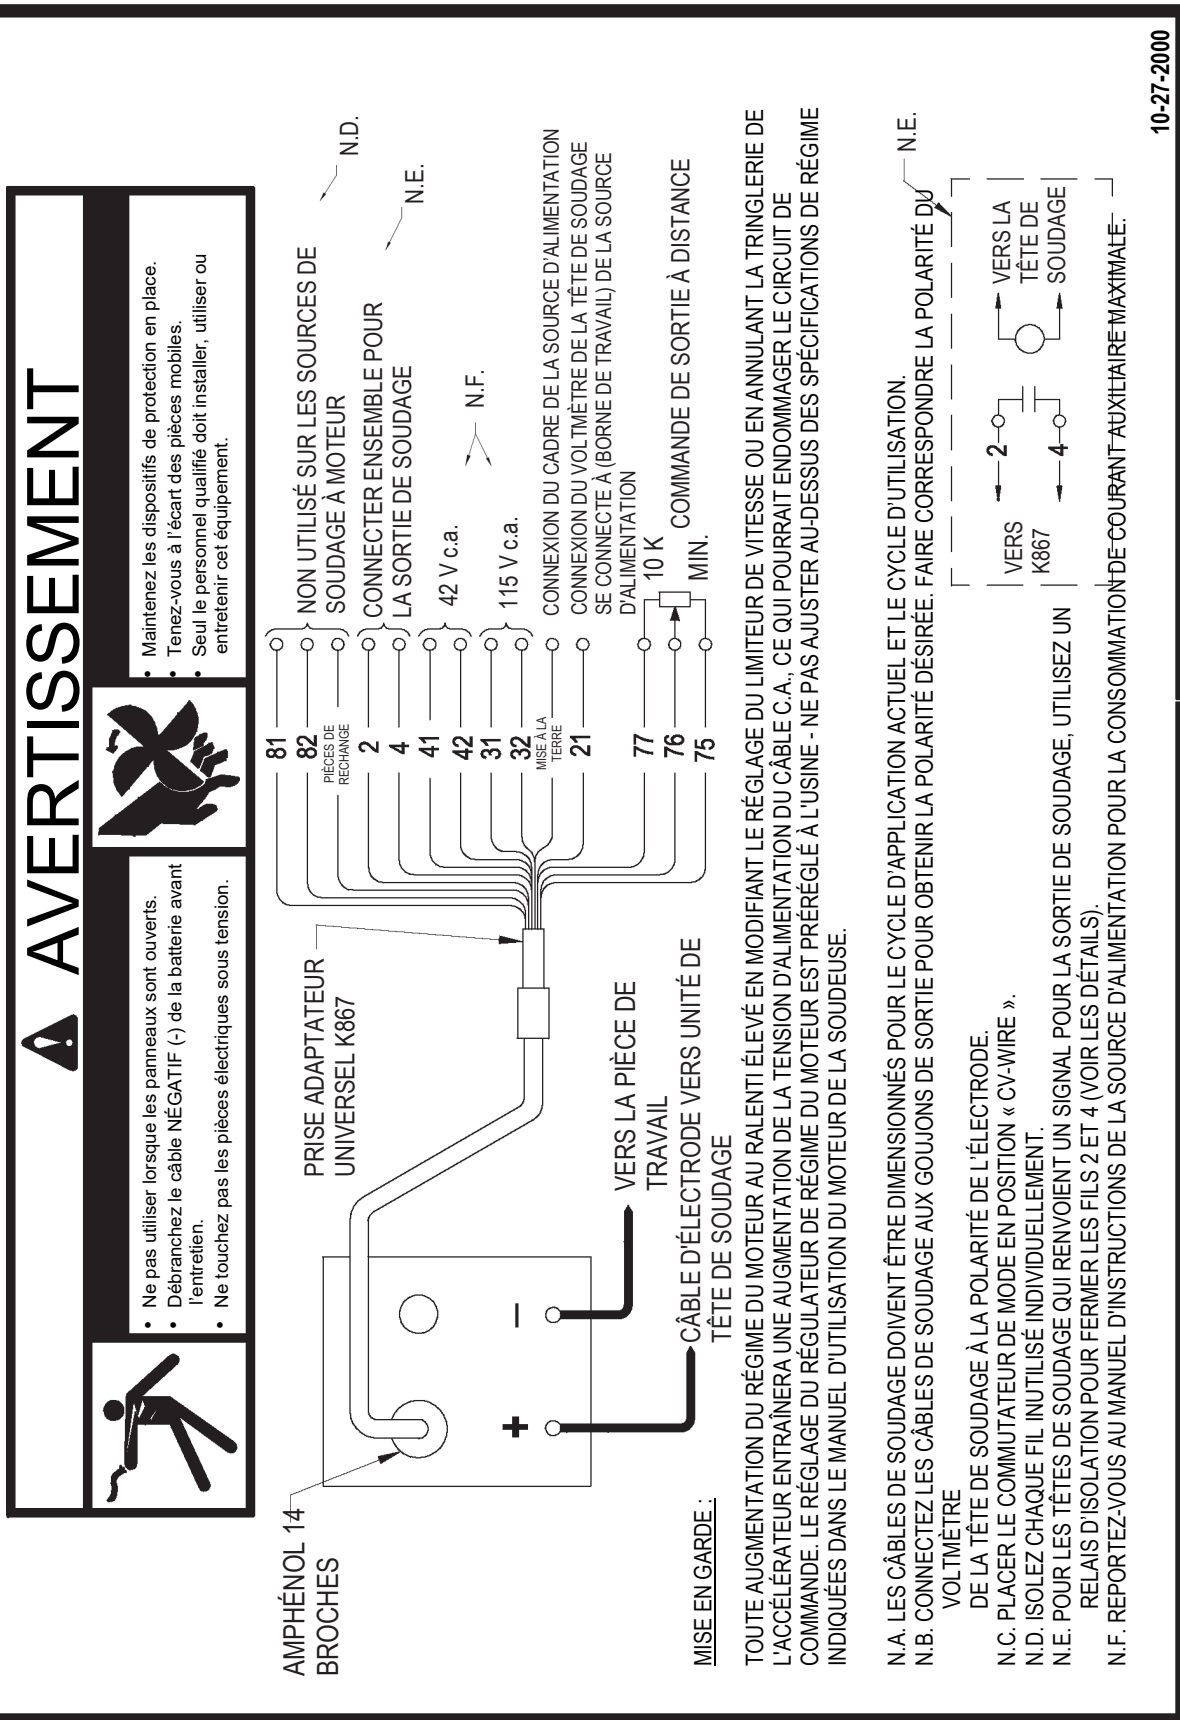 AVERTISSEMENT
• Ne pas utiliser lorsque les panneaux sont ouverts.
• Débranchez le câble NÉGATIF (-) de la batterie avant
l'entretien.
• Ne touchez pas les pièces électriques sous tension.
• Maintenez les dispositifs de protection en place.
• Tenez-vous à l'écart des pièces mobiles.
• Seul le personnel qualifié doit installer, utiliser ou
entretenir cet équipement.
AMPHÉNOL 14
BROCHES
PRISE ADAPTATEUR
UNIVERSEL K867
81
82
PIÈCES DE
RECHANGE
2
4
41
42
31
32
MISE À LA
TERRE
21
77
76
75
NON UTILISÉ SUR LES SOURCES DE
SOUDAGE À MOTEUR
N.D.
CONNECTER ENSEMBLE POUR
LA SORTIE DE SOUDAGE
N.E.
42 V c.a.
115 V c.a.
N.F.
CONNEXION DU CADRE DE LA SOURCE D'ALIMENTATION
CONNEXION DU VOLTMÈTRE DE LA TÊTE DE SOUDAGE
SE CONNECTE À (BORNE DE TRAVAIL) DE LA SOURCE
D'ALIMENTATION
10 K
MIN.
COMMANDE DE SORTIE À DISTANCE
+
–
VERS LA PIÈCE DE
TRAVAIL
CÂBLE D'ÉLECTRODE VERS UNITÉ DE
TÊTE DE SOUDAGE
MISE EN GARDE :
TOUTE AUGMENTATION DU RÉGIME DU MOTEUR AU RALENTI ÉLEVÉ EN MODIFIANT LE RÉGLAGE DU LIMITEUR DE VITESSE OU EN ANNULANT LA TRINGLERIE DE
L'ACCÉLÉRATEUR ENTRAÎNERA UNE AUGMENTATION DE LA TENSION D'ALIMENTATION DU CÂBLE C.A., CE QUI POURRAIT ENDOMMAGER LE CIRCUIT DE
COMMANDE. LE RÉGLAGE DU RÉGULATEUR DE RÉGIME DU MOTEUR EST PRÉRÉGLÉ À L'USINE - NE PAS AJUSTER AU-DESSUS DES SPÉCIFICATIONS DE RÉGIME
INDIQUÉES DANS LE MANUEL D'UTILISATION DU MOTEUR DE LA SOUDEUSE.
N.A. LES CÂBLES DE SOUDAGE DOIVENT ÊTRE DIMENSIONNÉS POUR LE CYCLE D'APPLICATION ACTUEL ET LE CYCLE D'UTILISATION.
N.B. CONNECTEZ LES CÂBLES DE SOUDAGE AUX GOUJONS DE SORTIE POUR OBTENIR LA POLARITÉ DÉSIRÉE. FAIRE CORRESPONDRE LA POLARITÉ DU
VOLTMÈTRE
DE LA TÊTE DE SOUDAGE À LA POLARITÉ DE L'ÉLECTRODE.
N.C. PLACER LE COMMUTATEUR DE MODE EN POSITION « CV-WIRE ».
N.D. ISOLEZ CHAQUE FIL INUTILISÉ INDIVIDUELLEMENT.
N.E. POUR LES TÊTES DE SOUDAGE QUI RENVOIENT UN SIGNAL POUR LA SORTIE DE SOUDAGE, UTILISEZ UN
RELAIS D'ISOLATION POUR FERMER LES FILS 2 ET 4 (VOIR LES DÉTAILS).
N.F. REPORTEZ-VOUS AU MANUEL D'INSTRUCTIONS DE LA SOURCE D'ALIMENTATION POUR LA CONSOMMATION DE COURANT AUXILIAIRE MAXIMALE.
VERS
K867
2
4
VERS LA
TÊTE DE
SOUDAGE
N.E.
10-27-2000